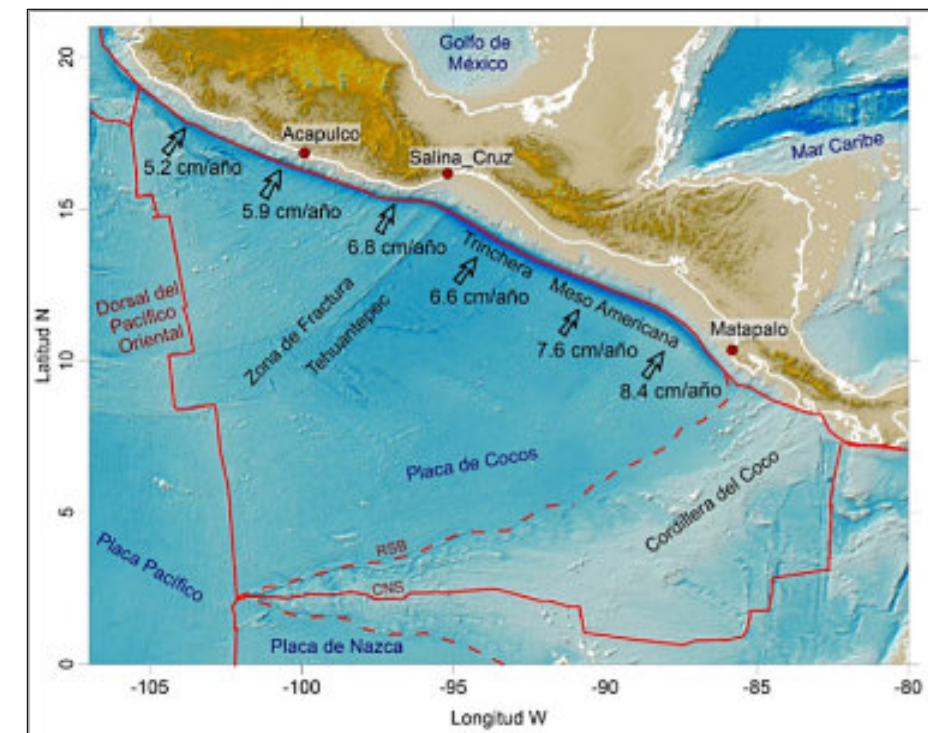 Golfo de
México
Mar Caribe
Acapulco
Salina_Cruz
Matapalo
5.2 cm/año
5.9 cm/año
6.8 cm/año
6.6 cm/año
7.6 cm/año
8.4 cm/año
Trinchera
Meso Americana
Dorsal del
Pacífico
Oriental
Zona de Fractura
Tehuantepec
Placa de Cocos
Cordillera del Coco
Placa Pacífico
RSB
CNS
Placa de Nazca
Latitud N
20
15
10
5
0
-105
-100
-95
-90
-85
-80
Longitud W